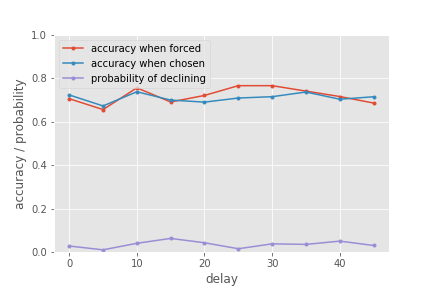 1.0
0.8
0.6
0.4
0.2
0.0
accuracy / probability
accuracy when forced
accuracy when chosen
probability of declining
0 10 20 30 40
delay